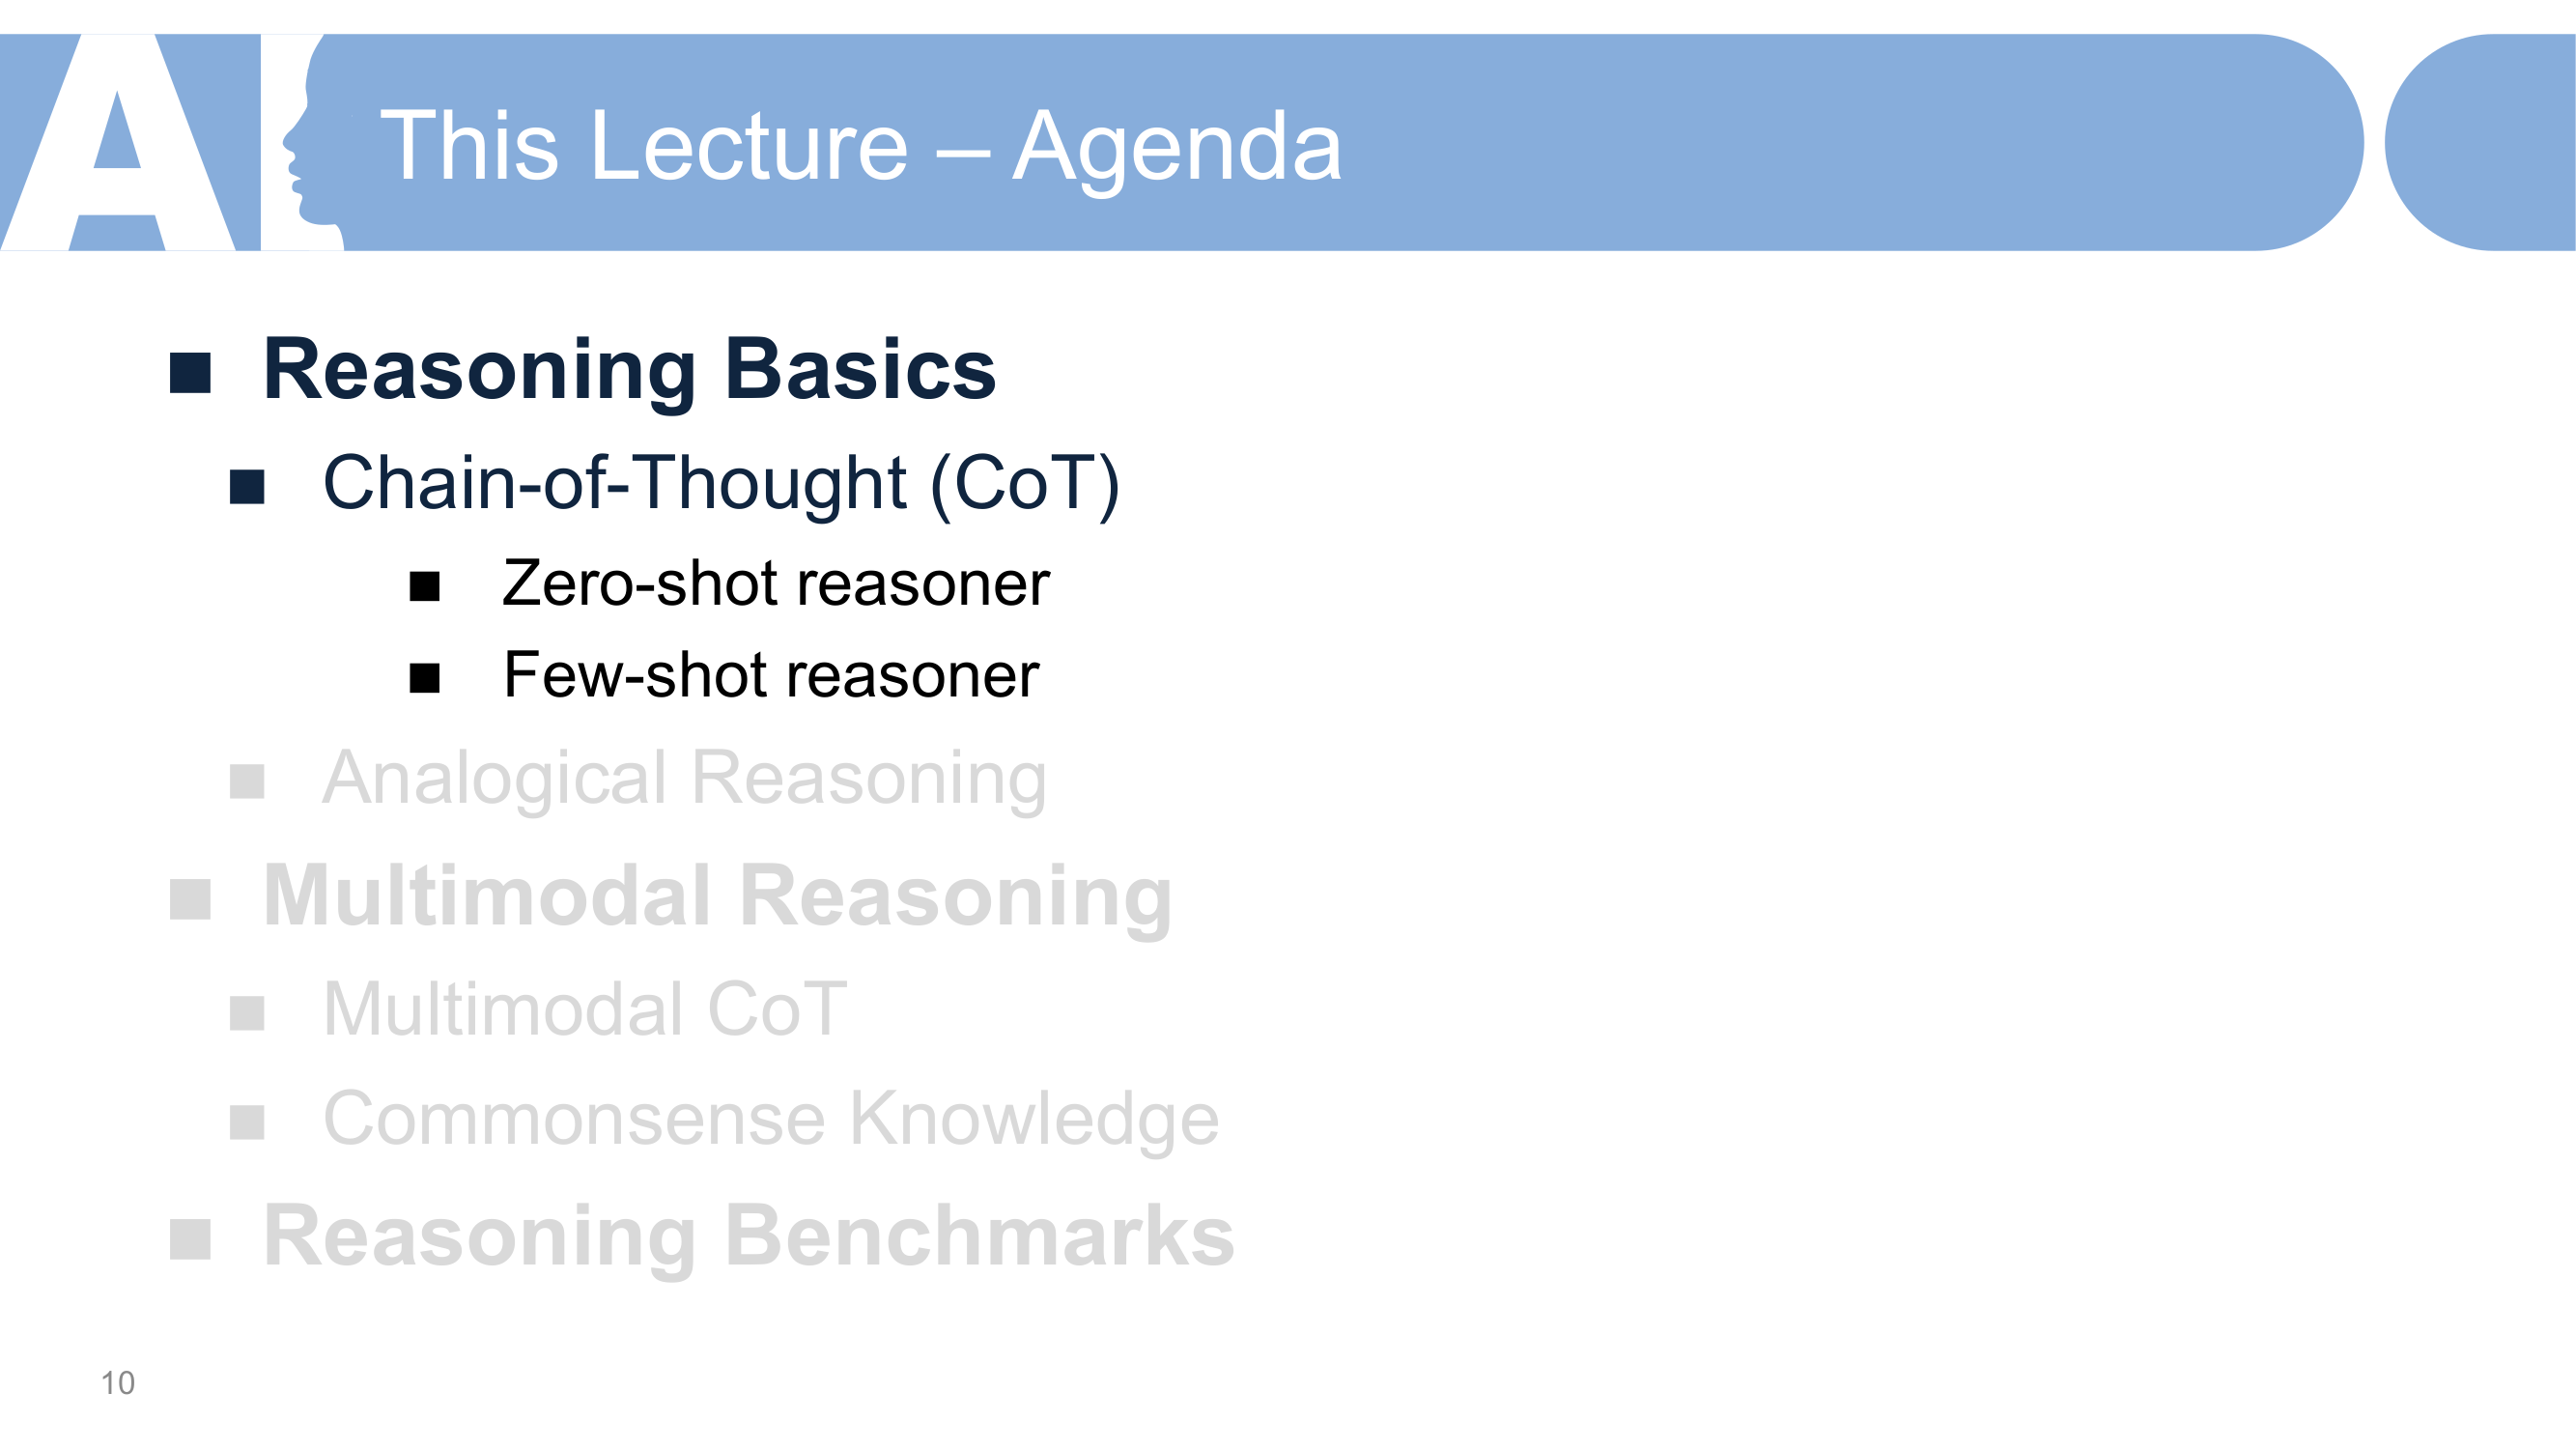 AI
This Lecture – Agenda
Reasoning Basics
Chain-of-Thought (CoT)
Zero-shot reasoner
Few-shot reasoner
Analogical Reasoning
Multimodal Reasoning
Multimodal CoT
Commonsense Knowledge
Reasoning Benchmarks
10